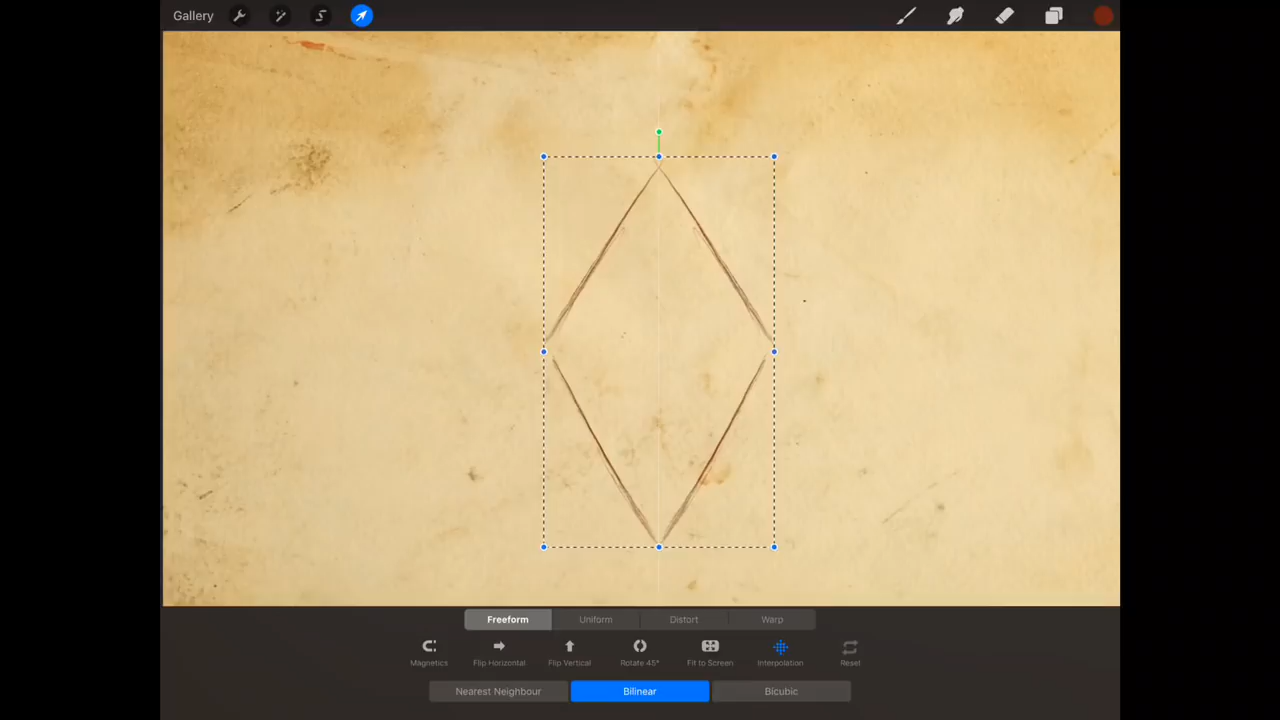 Gallery
Freeform Uniform Distort Warp
Magnetics Flip Horizontal Flip Vertical Rotate 45° Fit to Screen Interpolation Reset
Nearest Neighbour Bilinear Bicubic